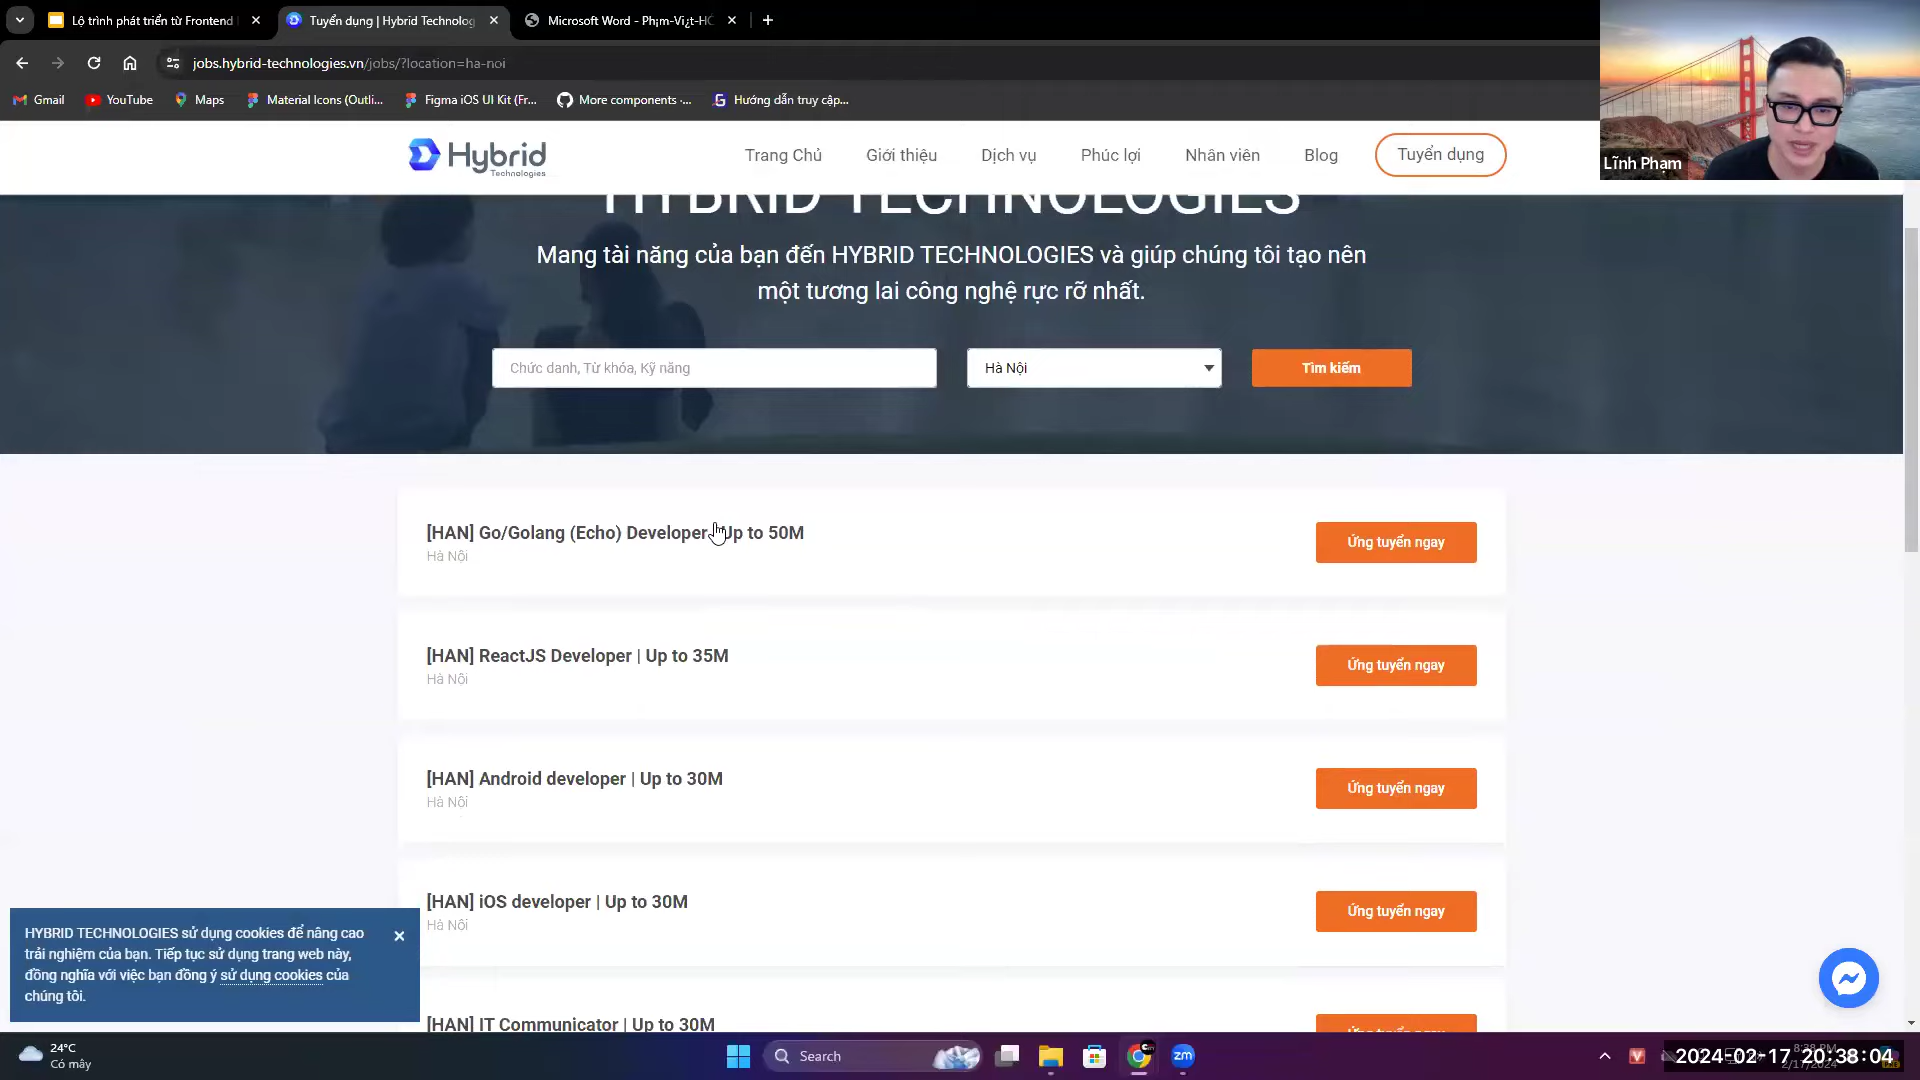 Lộ trình phát triển từ Frontend
Tuyển dụng | Hybrid Technolog
Microsoft Word - Phạm-Việt-HC
jobs.hybrid-technologies.vn/jobs/?location=ha-noi
Gmail
YouTube
Maps
Material Icons (Outli...
Figma iOS UI Kit (Fr...
More components ·...
Hướng dẫn truy cập...
Lĩnh Phạm
Hybrid
Technologies
Trang Chủ
Giới thiệu
Dịch vụ
Phúc lợi
Nhân viên
Blog
Tuyển dụng
HYBRID TECHNOLOGIES
Mang tài năng của bạn đến HYBRID TECHNOLOGIES và giúp chúng tôi tạo nên
một tương lai công nghệ rực rỡ nhất.
Chức danh, Từ khóa, Kỹ năng
Hà Nội
Tìm kiếm
[HAN] Go/Golang (Echo) Developer Up to 50M
Hà Nội
Ứng tuyển ngay
[HAN] ReactJS Developer | Up to 35M
Hà Nội
Ứng tuyển ngay
[HAN] Android developer | Up to 30M
Hà Nội
Ứng tuyển ngay
[HAN] iOS developer | Up to 30M
Hà Nội
Ứng tuyển ngay
[HAN] IT Communicator | Up to 30M
Ứng tuyển ngay
HYBRID TECHNOLOGIES sử dụng cookies để nâng cao
trải nghiệm của bạn. Tiếp tục sử dụng trang web này,
đồng nghĩa với việc bạn đồng ý sử dụng cookies của
chúng tôi.
24°C
Có mây
Search
zm
V
2024-02-17 20:38:04